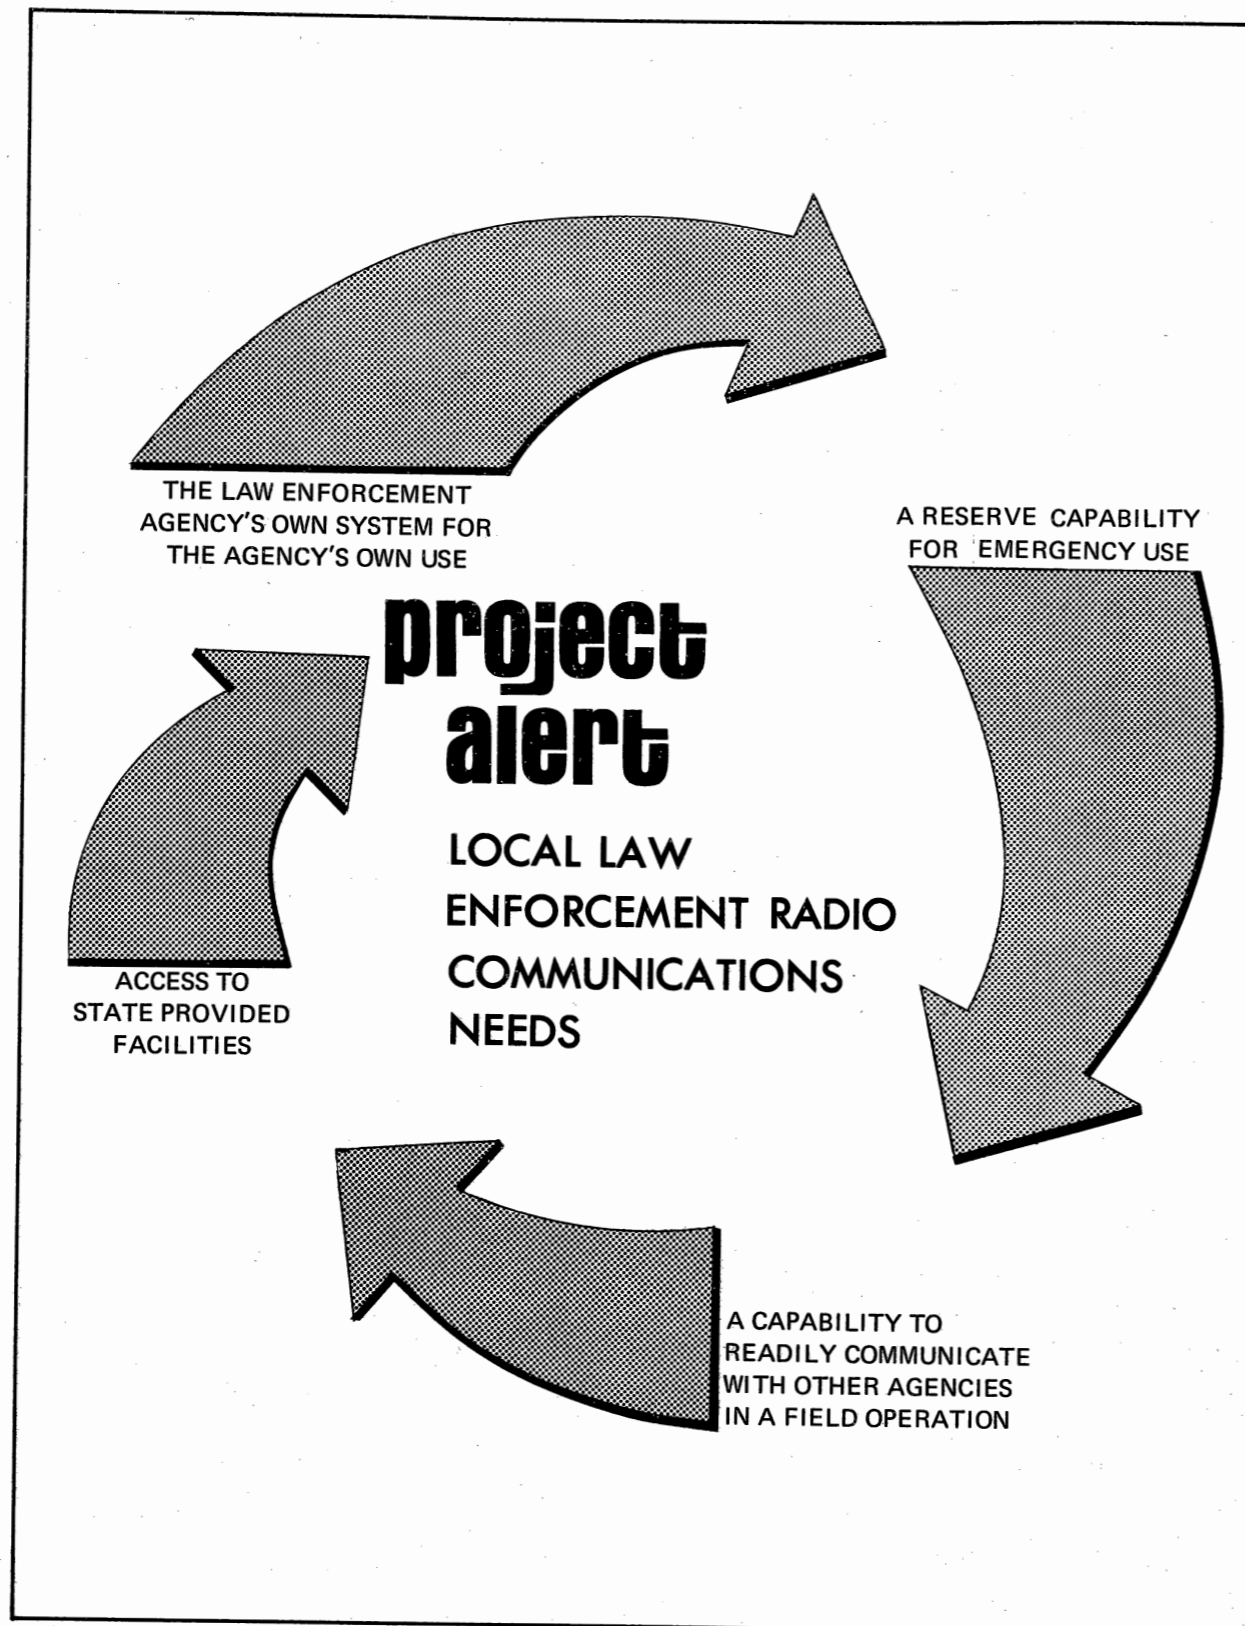 THE LAW ENFORCEMENT
AGENCY'S OWN SYSTEM FOR
THE AGENCY'S OWN USE
A RESERVE CAPABILITY
FOR EMERGENCY USE
project
alert
LOCAL LAW
ENFORCEMENT RADIO
COMMUNICATIONS
NEEDS
ACCESS TO
STATE PROVIDED
FACILITIES
A CAPABILITY TO
READILY COMMUNICATE
WITH OTHER AGENCIES
IN A FIELD OPERATION